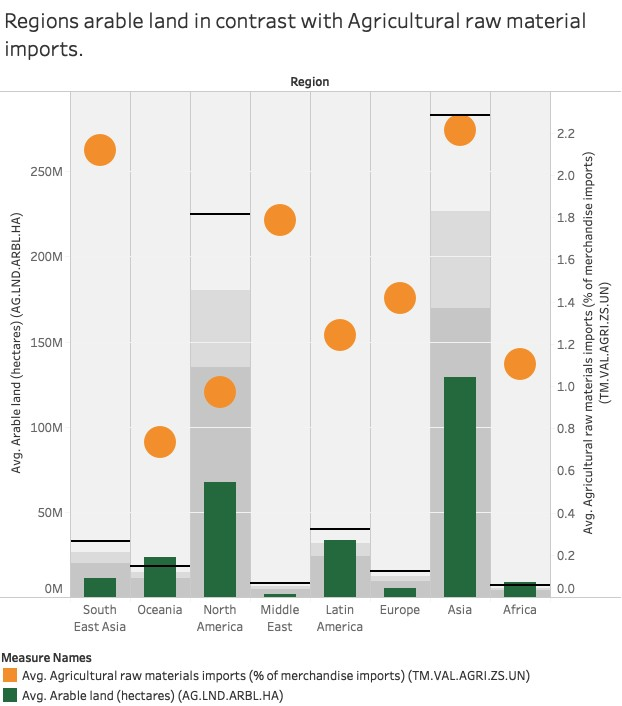 Regions arable land in contrast with Agricultural raw material
imports.
Region
Avg. Arable land (hectares) (AG.LND.ARBL.HA)
250M
200M
150M
100M
50M
0M
2.2
2.0
1.8
1.6
1.4
1.2
1.0
0.8
0.6
0.4
0.2
0.0
Avg. Agricultural raw materials imports (% of merchandise imports)
(TM.VAL.AGRI.ZS.UN)
South
East Asia
Oceania
North
America
Middle
East
Latin
America
Europe
Asia
Africa
Measure Names
Avg. Agricultural raw materials imports (% of merchandise imports) (TM.VAL.AGRI.ZS.UN)
Avg. Arable land (hectares) (AG.LND.ARBL.HA)